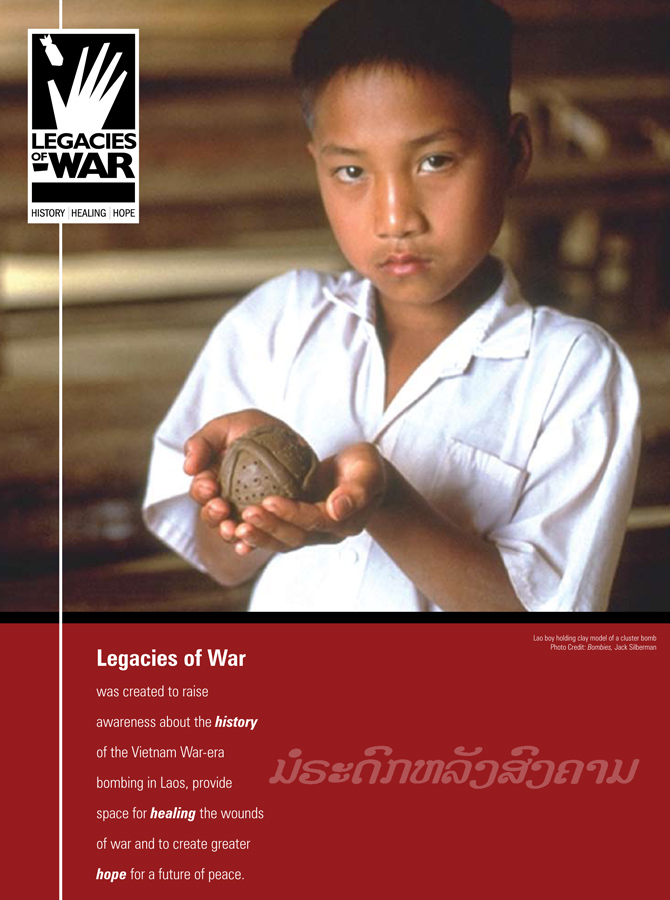 LEGACIES
OF WAR
HISTORY | HEALING | HOPE
Lao boy holding clay model of a cluster bomb
Photo Credit: Bombies, Jack Silberman
Legacies of War
was created to raise
awareness about the history
of the Vietnam War-era
bombing in Laos, provide
space for healing the wounds
of war and to create greater
hope for a future of peace.
ມໍຣະດົກຫລັງສົງຄາມ